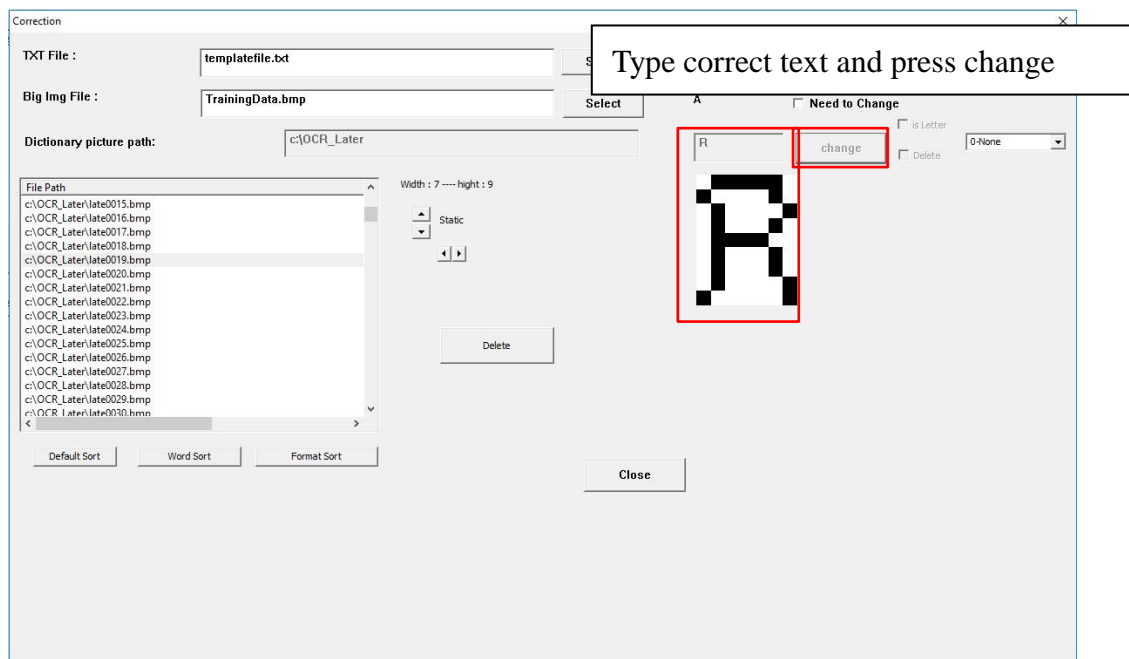 Correction
Type correct text and press change
TXT File :
templatefile.txt
Big Img File :
TrainingData.bmp
Select
A
Need to Change
Dictionary picture path:
c:\OCR_Later
R
change
is Letter
Delete
0-None
File Path
c:\OCR_Later\late0015.bmp
c:\OCR_Later\late0016.bmp
c:\OCR_Later\late0017.bmp
c:\OCR_Later\late0018.bmp
c:\OCR_Later\late0019.bmp
c:\OCR_Later\late0020.bmp
c:\OCR_Later\late0021.bmp
c:\OCR_Later\late0022.bmp
c:\OCR_Later\late0023.bmp
c:\OCR_Later\late0024.bmp
c:\OCR_Later\late0025.bmp
c:\OCR_Later\late0026.bmp
c:\OCR_Later\late0027.bmp
c:\OCR_Later\late0028.bmp
c:\OCR_Later\late0029.bmp
c:\OCR_Later\late0030.bmp
Width : 7 ---- hight : 9
Static
R
Delete
Default Sort
Word Sort
Format Sort
Close